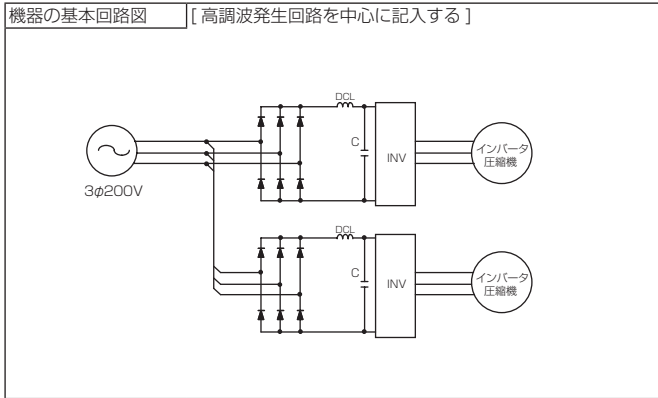 機器の基本回路図
[ 高調波発生回路を中心に記入する ]
DCL
C
INV
インバータ
圧縮機
3φ200V
DCL
C
INV
インバータ
圧縮機